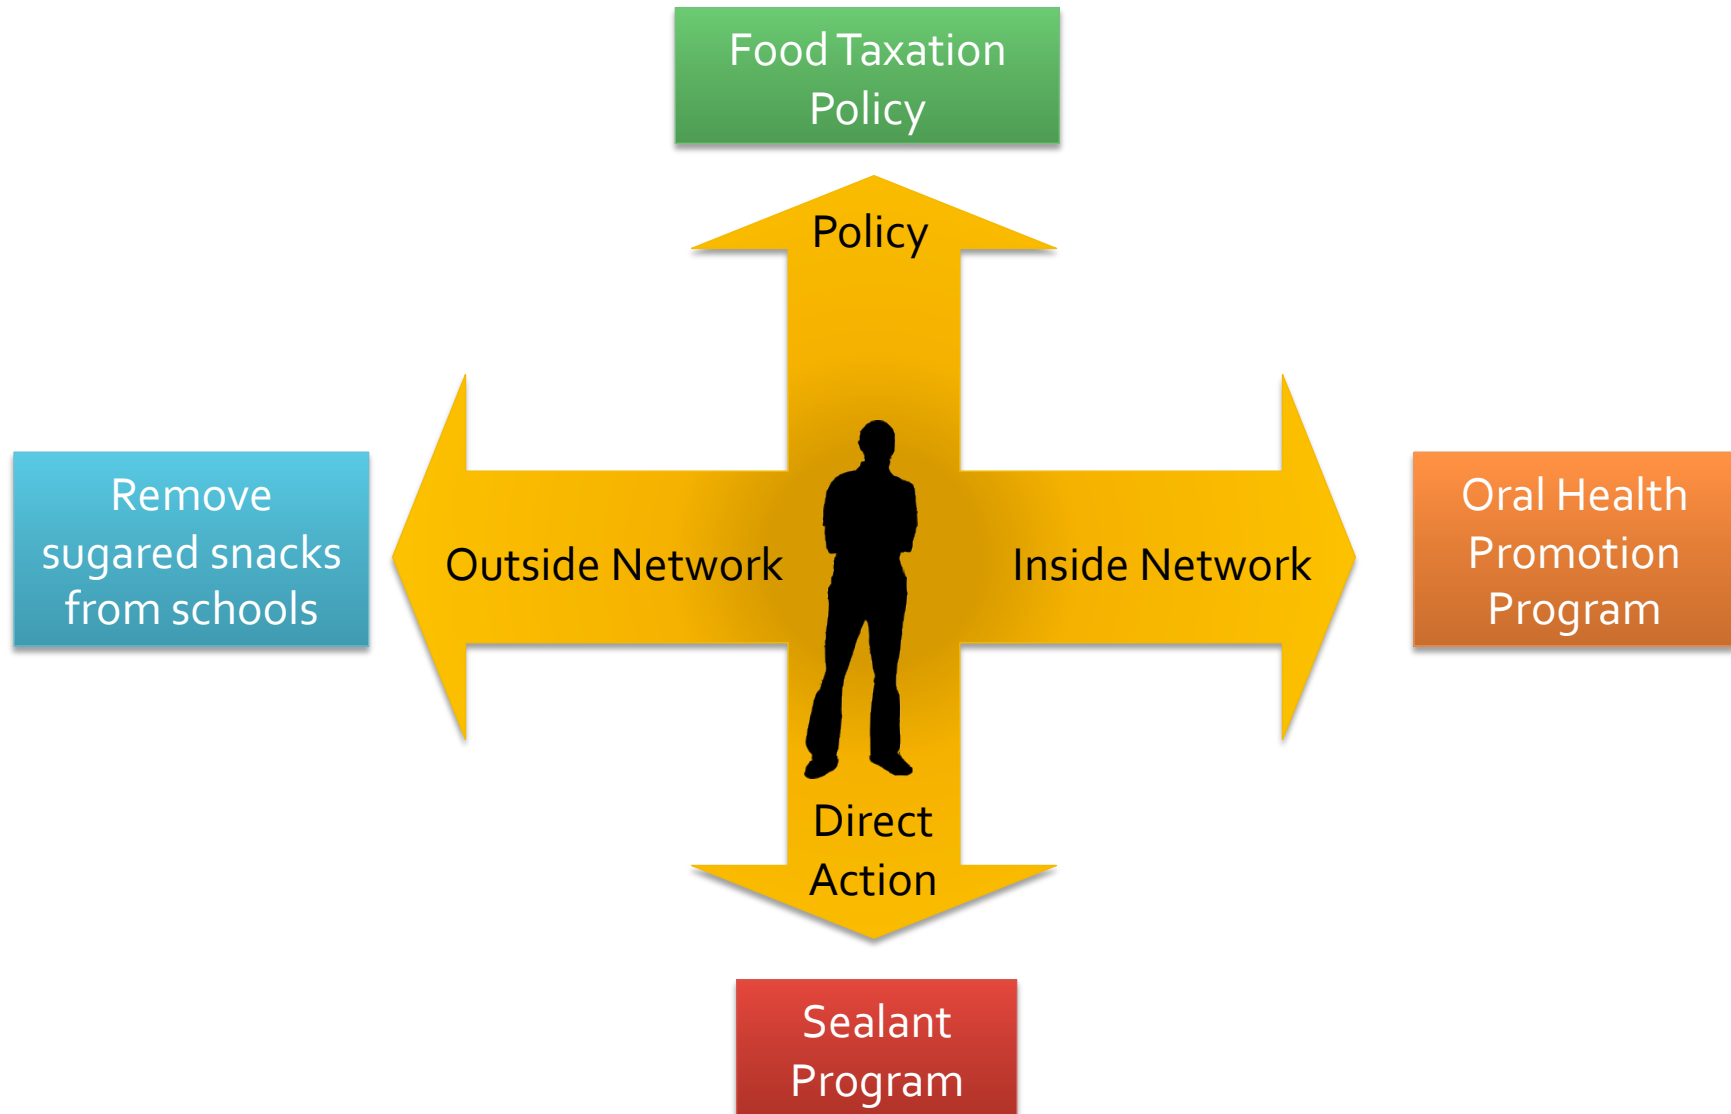 Food Taxation
Policy
Policy
Remove
sugared snacks
from schools
Outside Network
Inside Network
Oral Health
Promotion
Program
Direct
Action
Sealant
Program